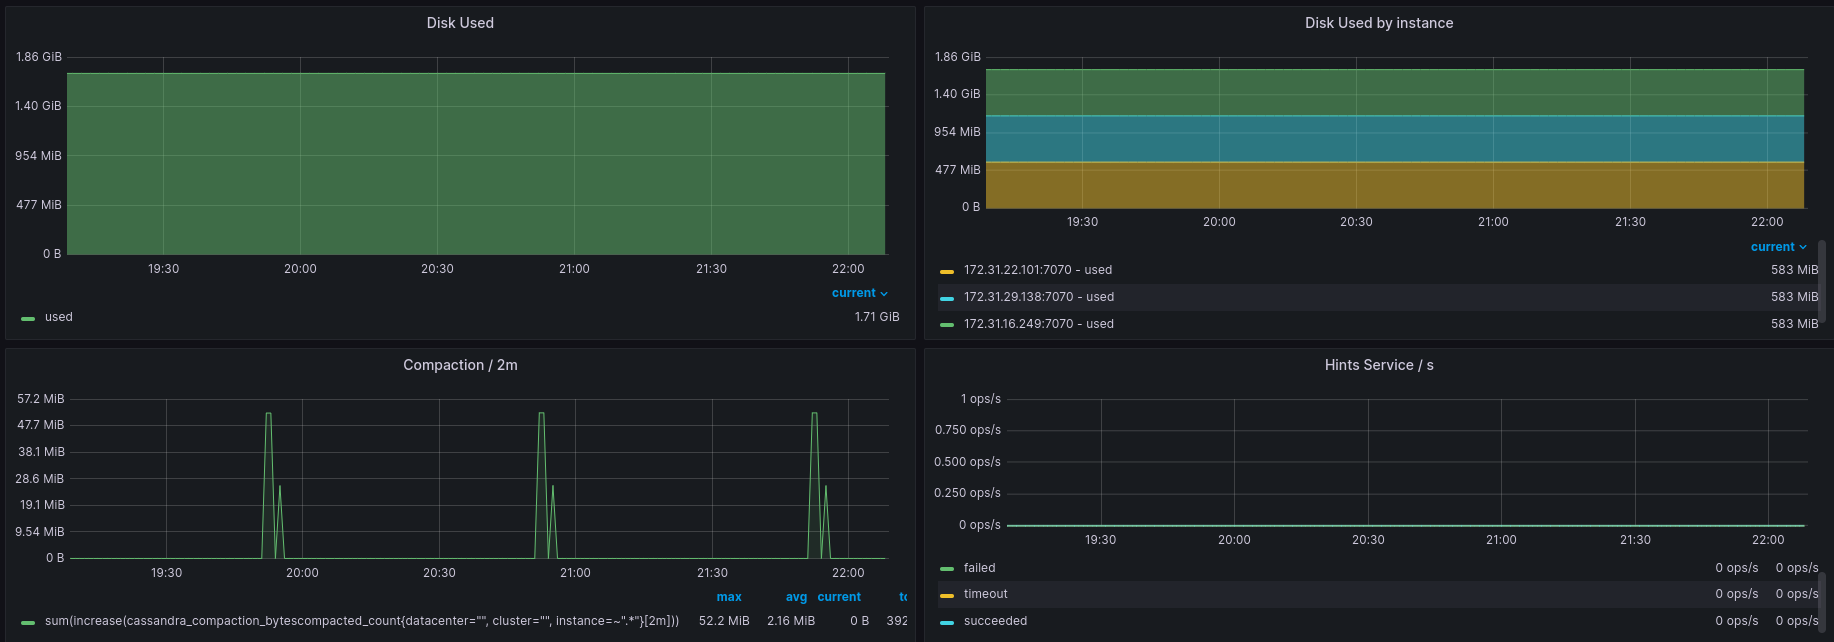 Disk Used
1.86 GiB
1.40 GiB
954 MiB
477 MiB
0 B
19:30 20:00 20:30 21:00 21:30 22:00
current
used 1.71 GiB
Disk Used by instance
1.86 GiB
1.40 GiB
954 MiB
477 MiB
0 B
19:30 20:00 20:30 21:00 21:30 22:00
current
172.31.22.101:7070 - used 583 MiB
172.31.29.138:7070 - used 583 MiB
172.31.16.249:7070 - used 583 MiB
Compaction / 2m
57.2 MiB
47.7 MiB
38.1 MiB
28.6 MiB
19.1 MiB
9.54 MiB
0 B
19:30 20:00 20:30 21:00 21:30 22:00
max avg current
sum(increase(cassandra_compaction_bytescompacted_count{datacenter="", cluster="", instance=~".*"}[2m])) 52.2 MiB 2.16 MiB 0 B 392
Hints Service / s
1 ops/s
0.750 ops/s
0.500 ops/s
0.250 ops/s
0 ops/s
19:30 20:00 20:30 21:00 21:30 22:00
failed 0 ops/s 0 ops/s
timeout 0 ops/s 0 ops/s
succeeded 0 ops/s 0 ops/s